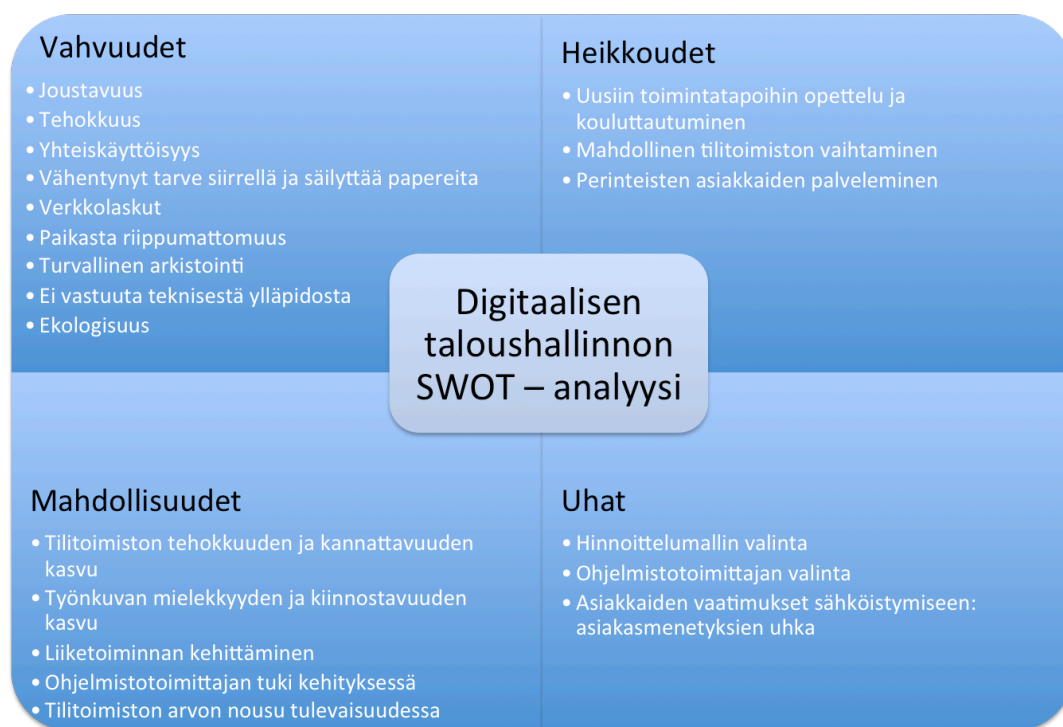 Vahvuudet
• Joustavuus
• Tehokkuus
• Yhteiskäyttöisyys
• Vähentynyt tarve siirrellä ja säilyttää papereita
• Verkkolaskut
• Paikasta riippumattomuus
• Turvallinen arkistointi
• Ei vastuuta teknisestä ylläpidosta
• Ekologisuus
Heikkoudet
• Uusiin toimintatapoihin opettelu ja
kouluttautuminen
• Mahdollinen tilitoimiston vaihtaminen
• Perinteisten asiakkaiden palveleminen
Digitaalisen
taloushallinnon
SWOT – analyysi
Mahdollisuudet
• Tilitoimiston tehokkuuden ja kannattavuuden
kasvu
• Työnkuvan mielekkyyden ja kiinnostavuuden
kasvu
• Liiketoiminnan kehittäminen
• Ohjelmistotoimittajan tuki kehityksessä
• Tilitoimiston arvon nousu tulevaisuudessa
Uhat
• Hinnoittelumallin valinta
• Ohjelmistotoimittajan valinta
• Asiakkaiden vaatimukset sähköistymiseen:
asiakasmenetyksien uhka